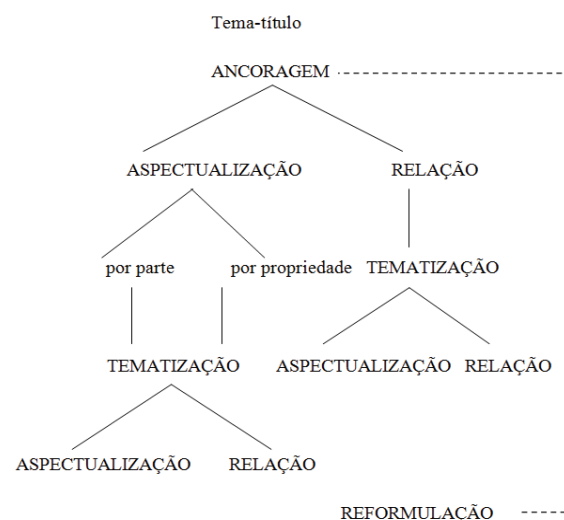 Tema-título
ANCORAGEM
ASPECTUALIZAÇÃO RELAÇÃO
por parte por propriedade TEMATIZAÇÃO
TEMATIZAÇÃO ASPECTUALIZAÇÃO RELAÇÃO
ASPECTUALIZAÇÃO RELAÇÃO
REFORMULAÇÃO